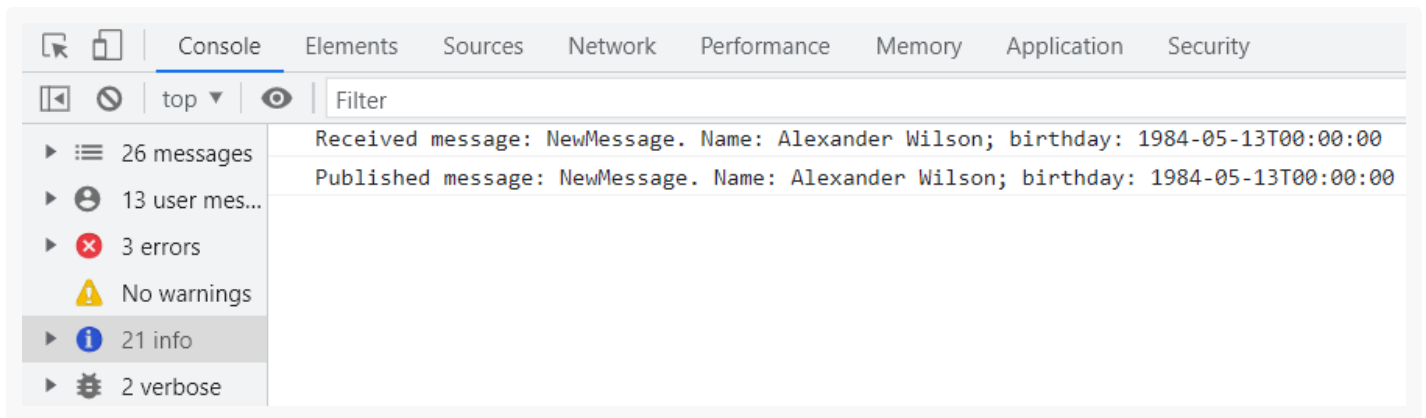 Console Elements Sources Network Performance Memory Application Security
top Filter
26 messages
13 user mes...
3 errors
No warnings
21 info
2 verbose
Received message: NewMessage. Name: Alexander Wilson; birthday: 1984-05-13T00:00:00
Published message: NewMessage. Name: Alexander Wilson; birthday: 1984-05-13T00:00:00